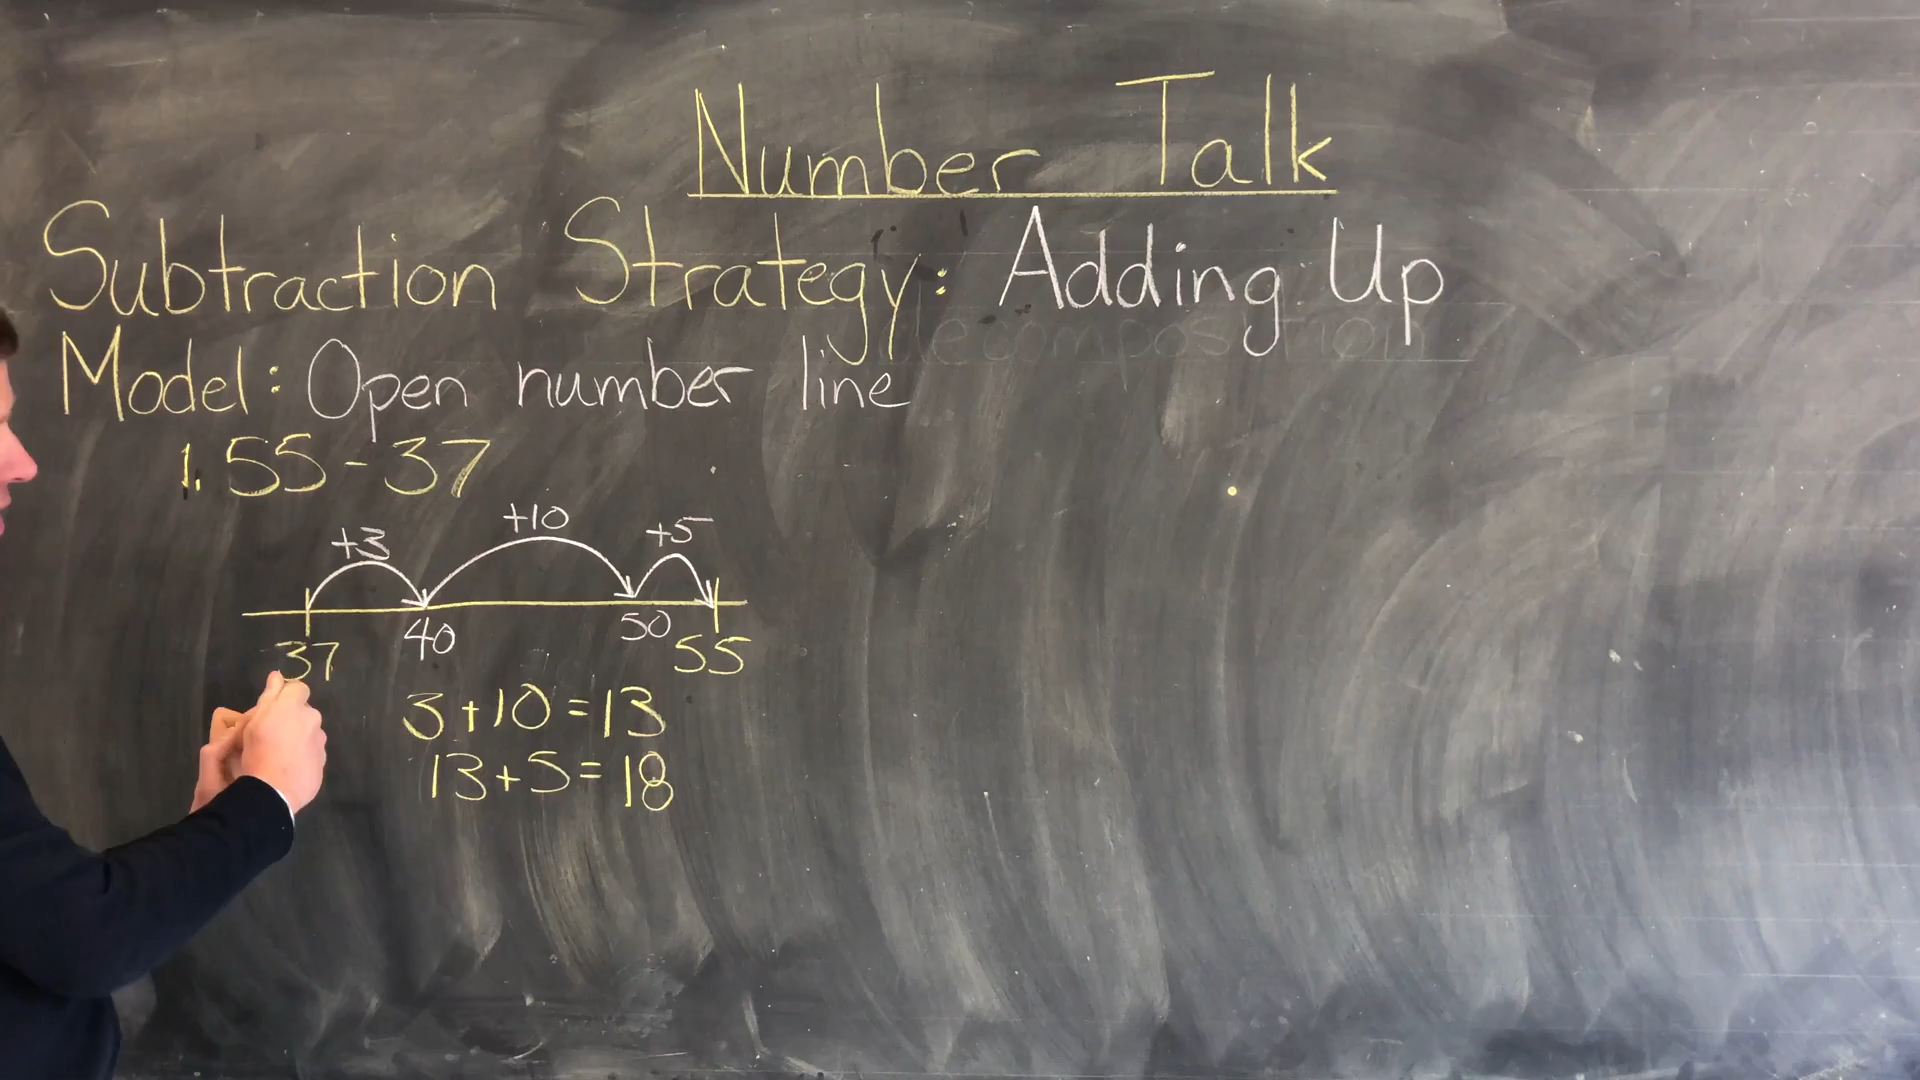 Number Talk
Subtraction Strategy: Adding Up
decomposition
Model: Open number line
1. 55 - 37
+3 +10 +5
37 40 50 55
3+10=13
13+5=18